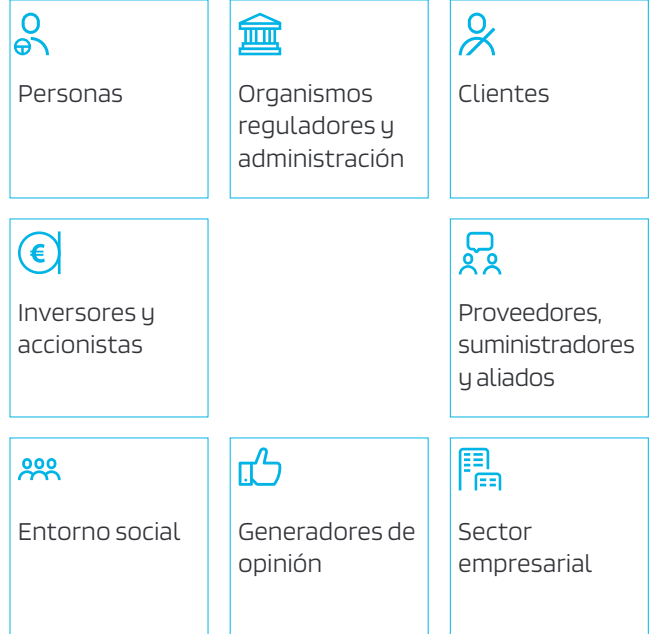 Personas
Organismos
reguladores y
administración
Clientes
€
Inversores y
accionistas
Proveedores,
suministradores
y aliados
Entorno social
Generadores de
opinión
Sector
empresarial